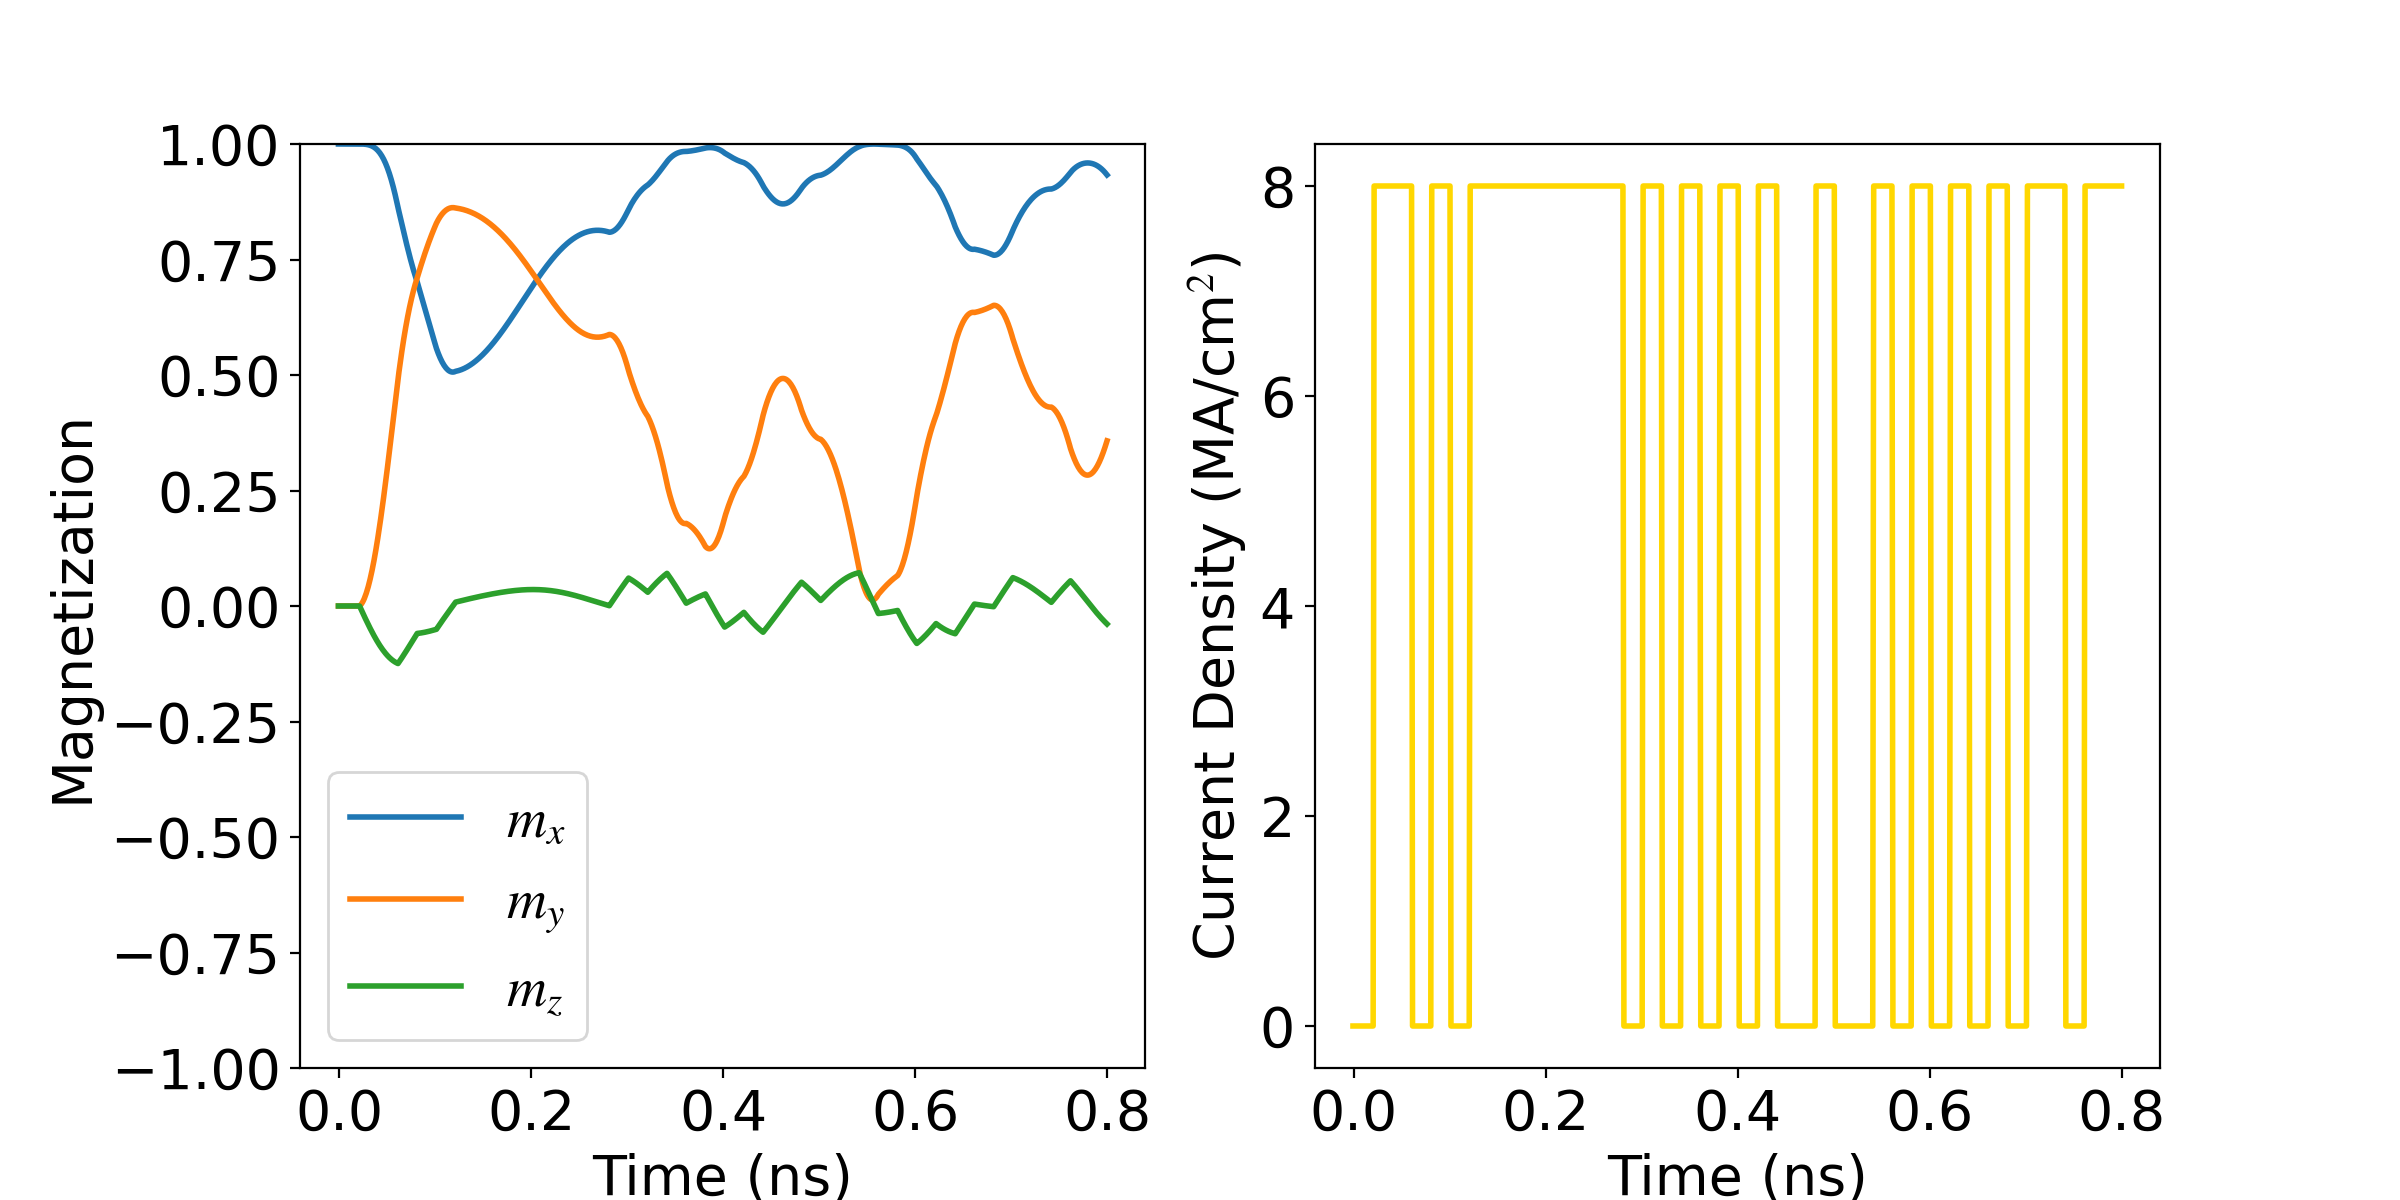 1.00
0.75
0.50
0.25
0.00
−0.25
−0.50
−0.75
−1.00
Magnetization
0.0 0.2 0.4 0.6 0.8
Time (ns)
mₓ
m_y
m_z
8
6
4
2
0
Current Density (MA/cm²)
0.0 0.2 0.4 0.6 0.8
Time (ns)